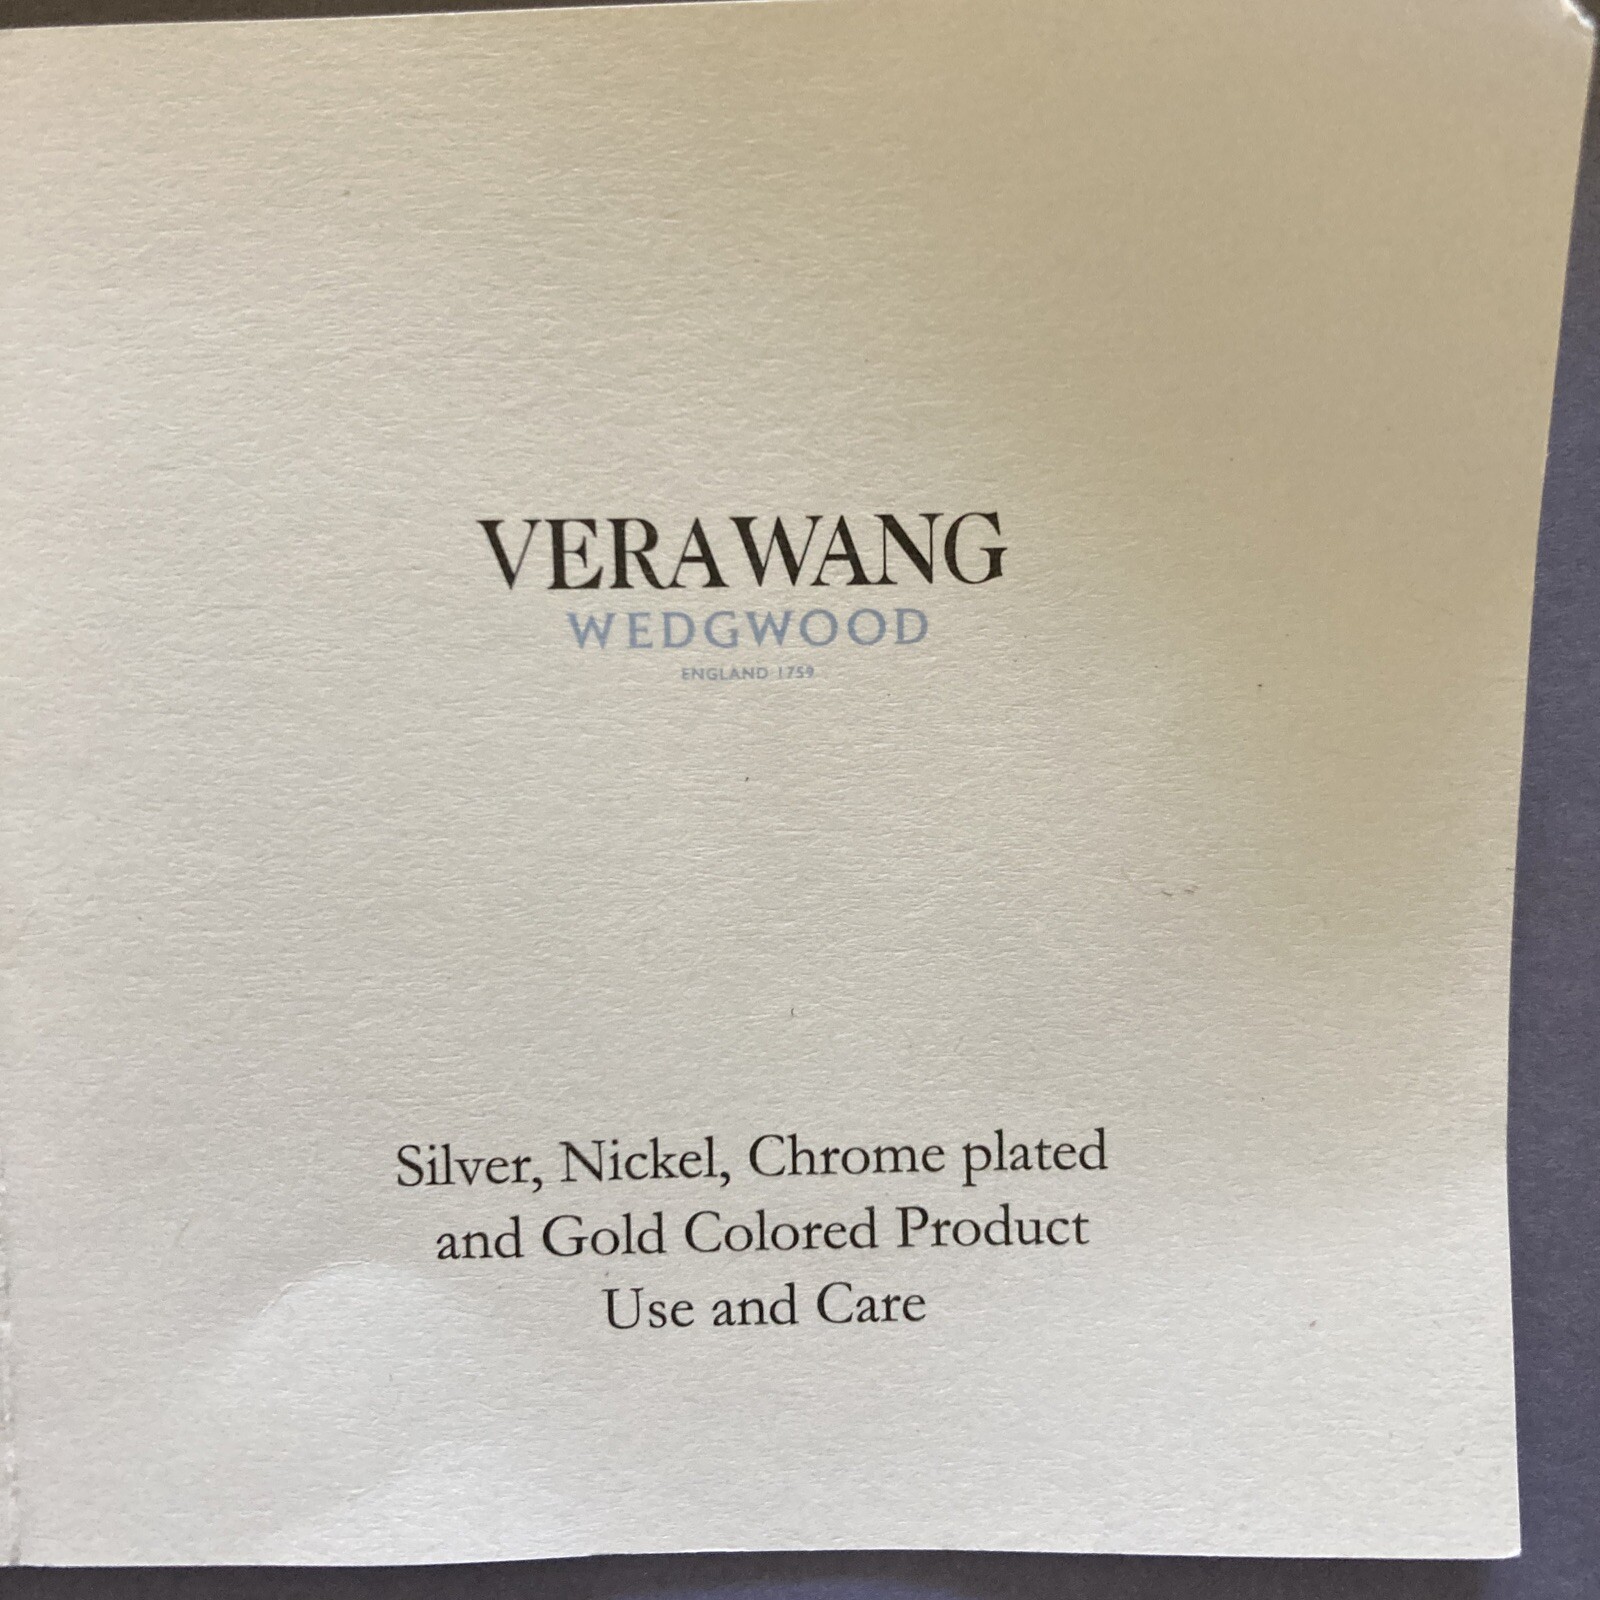 VERA WANG
WEDGWOOD
ENGLAND 1759
Silver, Nickel, Chrome plated
and Gold Colored Product
Use and Care